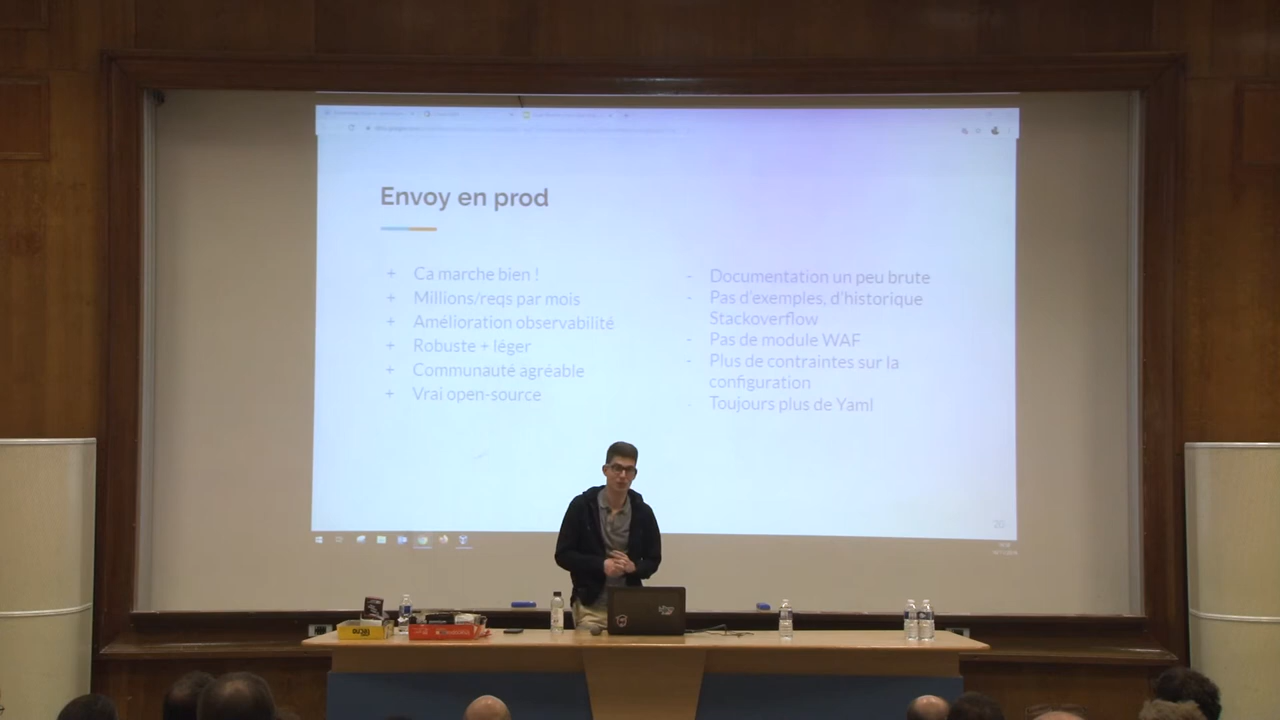 Envoy en prod
+ Ca marche bien !
+ Millions/reqs par mois
+ Amélioration observabilité
+ Robuste + léger
+ Communauté agréable
+ Vrai open-source
- Documentation un peu brute
- Pas d'exemples, d'historique
Stackoverflow
- Pas de module WAF
- Plus de contraintes sur la
configuration
- Toujours plus de Yaml
20